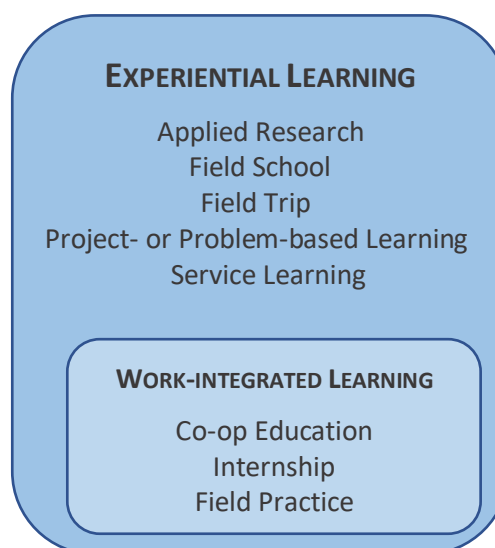 EXPERIENTIAL LEARNING
Applied Research
Field School
Field Trip
Project- or Problem-based Learning
Service Learning
WORK-INTEGRATED LEARNING
Co-op Education
Internship
Field Practice